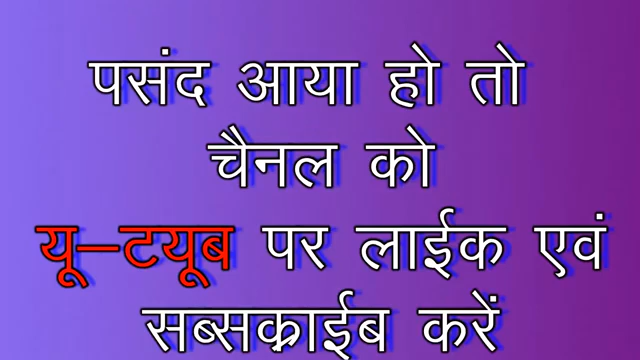 पसंद आया हो तो
चैनल को
यू–टयूब पर लाईक एवं
सब्सक्राईब करें